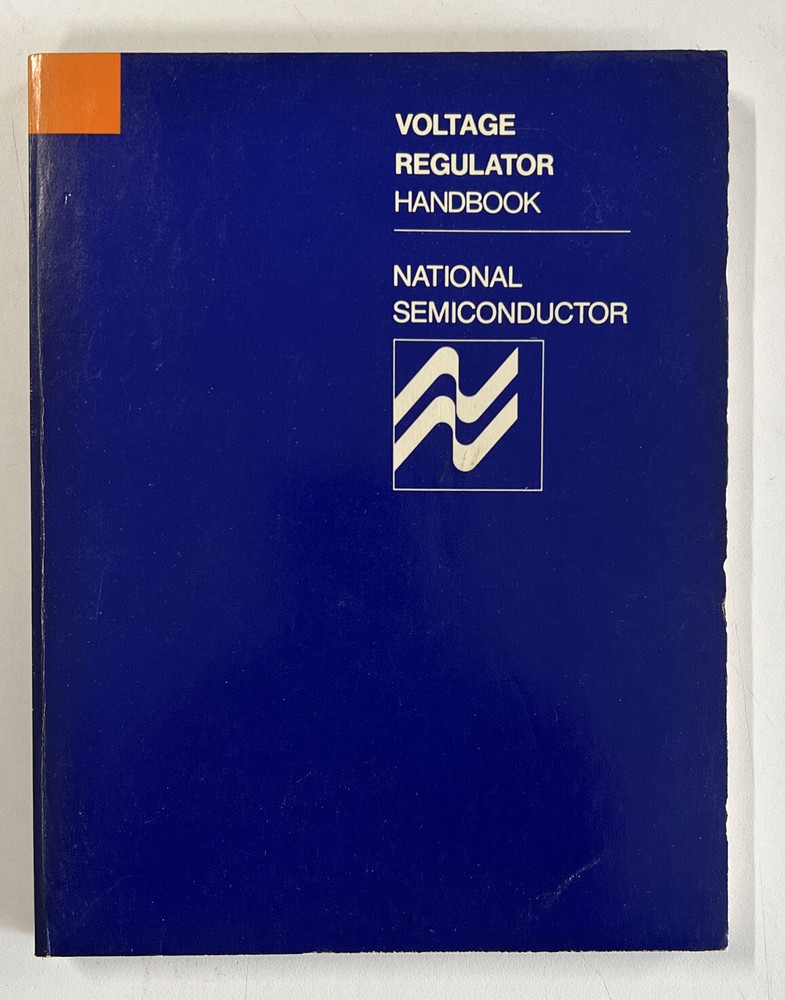 VOLTAGE
REGULATOR
HANDBOOK
NATIONAL
SEMICONDUCTOR